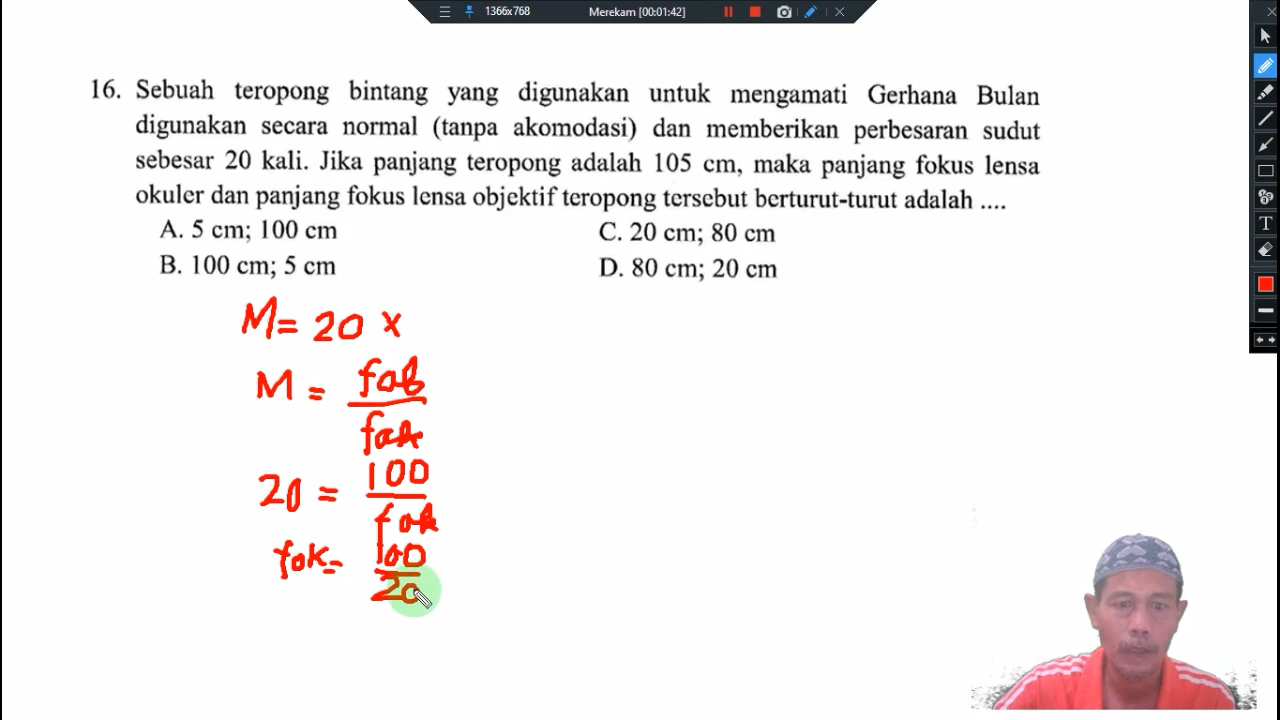 1366x768 Merekam [00:01:42]
16. Sebuah teropong bintang yang digunakan untuk mengamati Gerhana Bulan
digunakan secara normal (tanpa akomodasi) dan memberikan perbesaran sudut
sebesar 20 kali. Jika panjang teropong adalah 105 cm, maka panjang fokus lensa
okuler dan panjang fokus lensa objektif teropong tersebut berturut-turut adalah ....
A. 5 cm; 100 cm
C. 20 cm; 80 cm
B. 100 cm; 5 cm
D. 80 cm; 20 cm
M = 20 x
M = fob
fok
20 = 100
fok
fok = 100
20
T